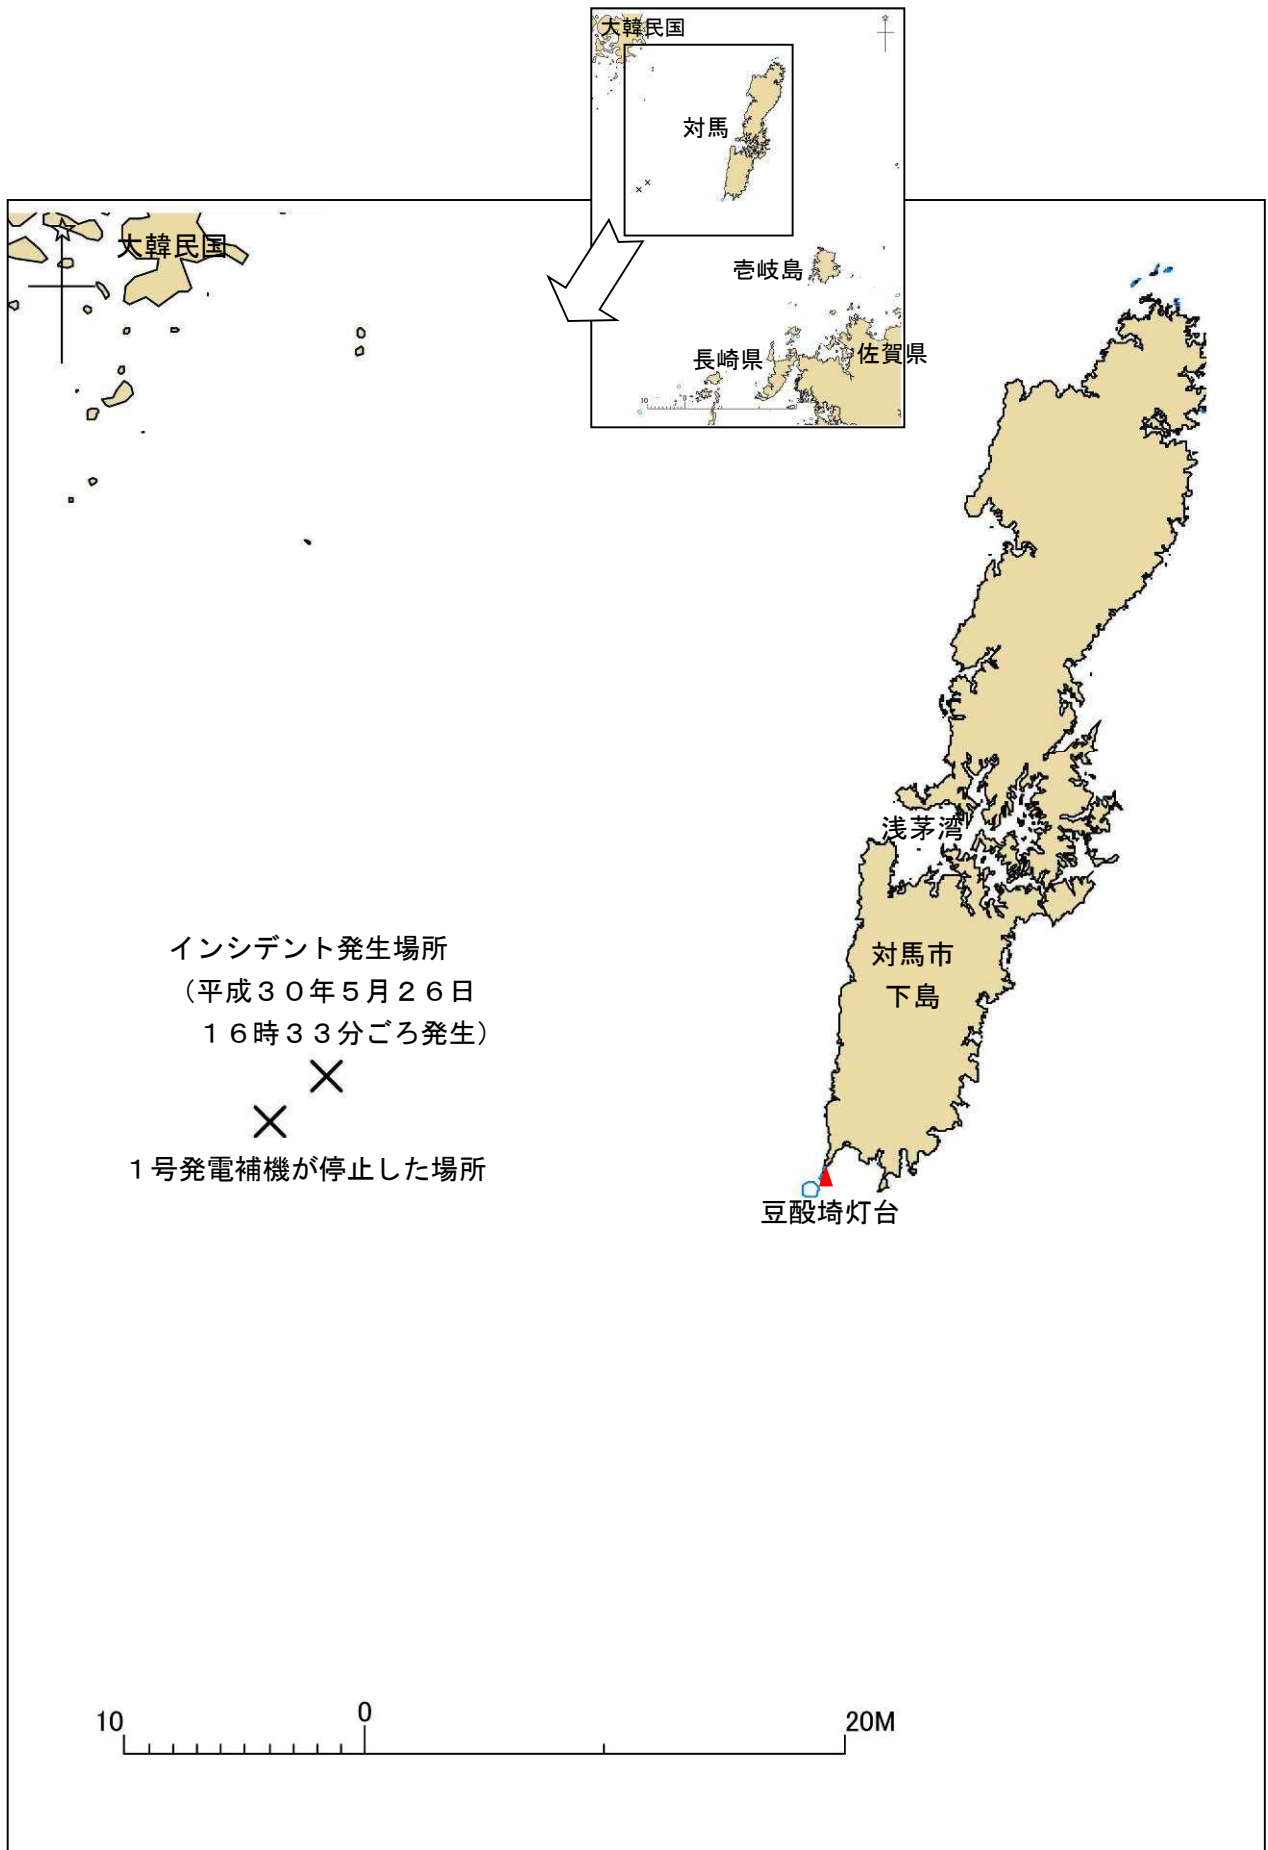 大韓民国
対馬
壱岐島
長崎県
佐賀県
10
大韓民国
浅茅湾
対馬市
下島
インシデント発生場所
（平成３０年５月２６日
１６時３３分ごろ発生）
１号発電補機が停止した場所
豆酘埼灯台
10
0
20M